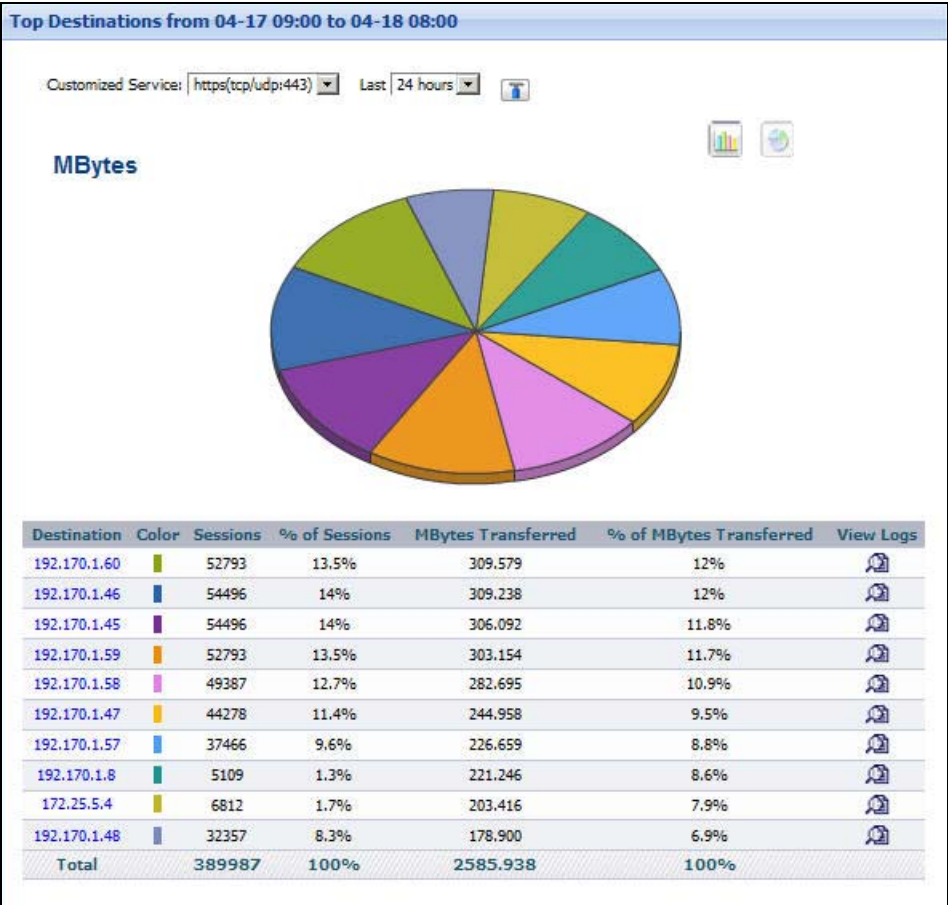 Top Destinations from 04-17 09:00 to 04-18 08:00
Customized Service: https(tcp/udp:443) Last 24 hours
MBytes
Destination Color Sessions % of Sessions MBytes Transferred % of MBytes Transferred View Logs
192.170.1.60 52793 13.5% 309.579 12%
192.170.1.46 54496 14% 309.238 12%
192.170.1.45 54496 14% 306.092 11.8%
192.170.1.59 52793 13.5% 303.154 11.7%
192.170.1.58 49387 12.7% 282.695 10.9%
192.170.1.47 44278 11.4% 244.958 9.5%
192.170.1.57 37466 9.6% 226.659 8.8%
192.170.1.8 5109 1.3% 221.246 8.6%
172.25.5.4 6812 1.7% 203.416 7.9%
192.170.1.48 32357 8.3% 178.900 6.9%
Total 389987 100% 2585.938 100%